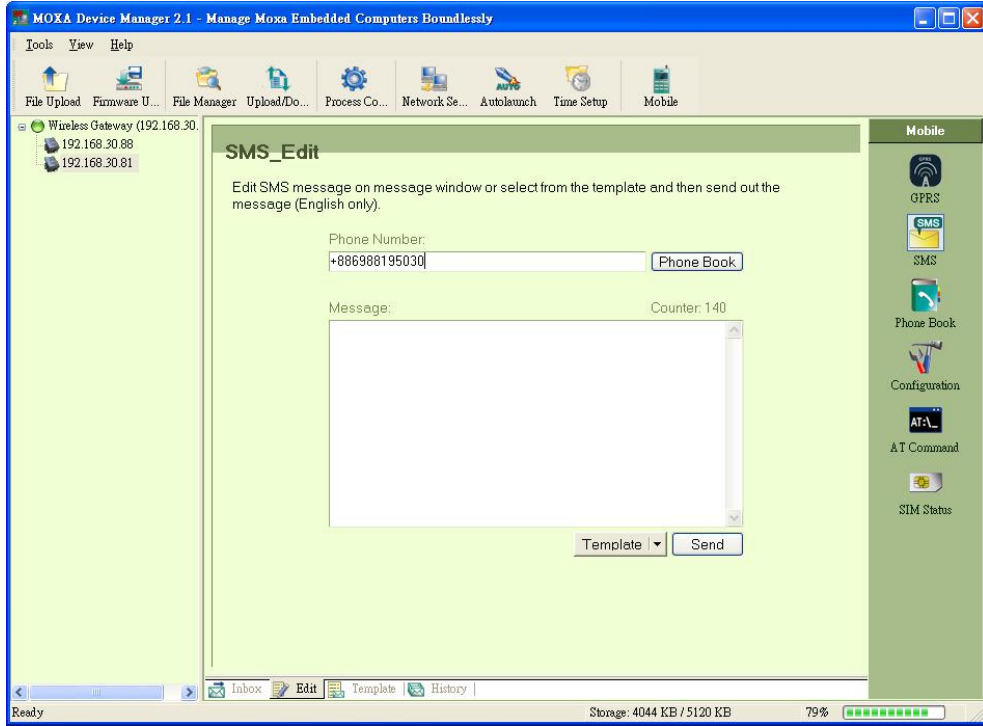 MOXA Device Manager 2.1 - Manage Moxa Embedded Computers Boundlessly
Tools View Help
File Upload Firmware U... File Manager Upload/Do... Process Co... Network Se... Autolaunch Time Setup Mobile
Wireless Gateway (192.168.30.
192.168.30.88
192.168.30.81
SMS_Edit
Edit SMS message on message window or select from the template and then send out the
message (English only).
Phone Number:
+886988195030
Phone Book
Message: Counter: 140
Template Send
Inbox Edit Template History
Mobile
GPRS
SMS
SMS
Phone Book
Configuration
AT:\_
AT Command
SIM Status
Ready Storage: 4044 KB / 5120 KB 79%